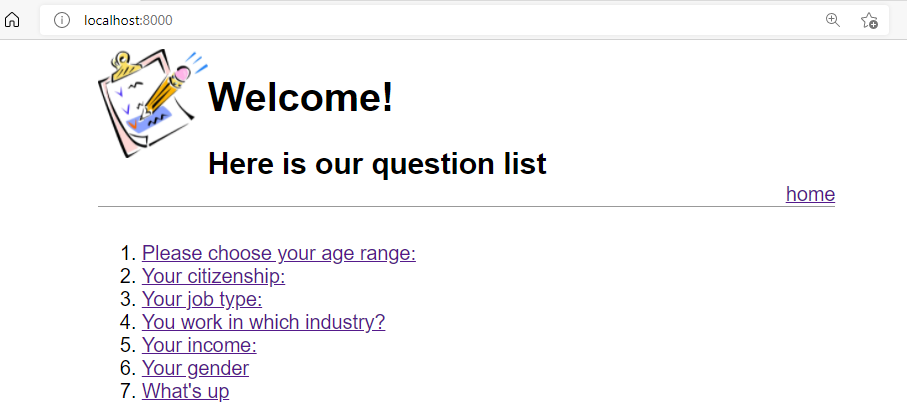 localhost:8000
Welcome!
Here is our question list
home
1. Please choose your age range:
2. Your citizenship:
3. Your job type:
4. You work in which industry?
5. Your income:
6. Your gender
7. What's up